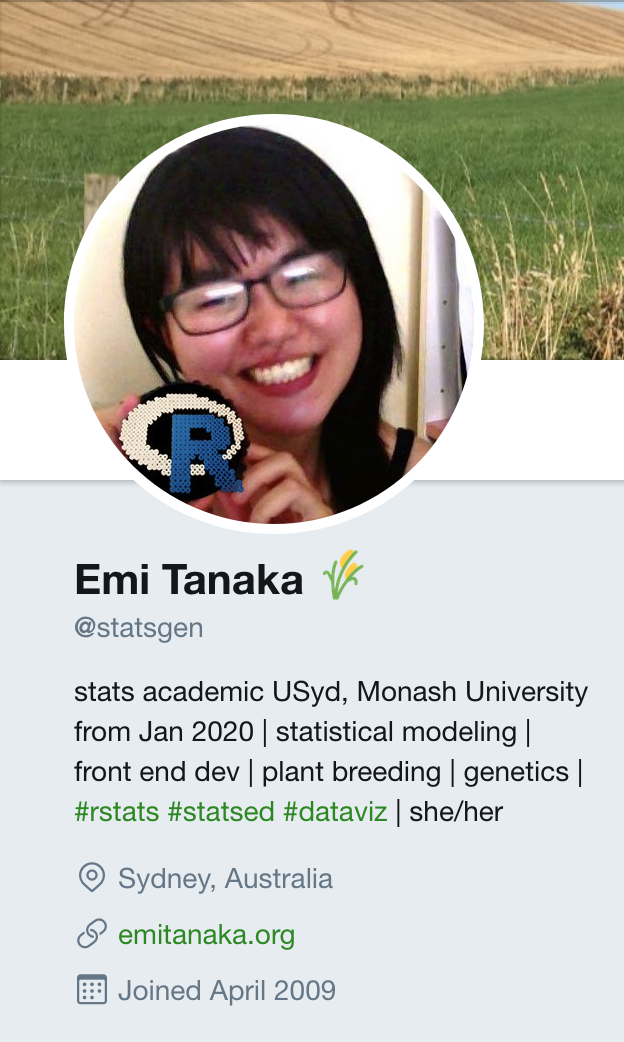 R
Emi Tanaka 🌾
@statsgen
stats academic USyd, Monash University
from Jan 2020 | statistical modeling |
front end dev | plant breeding | genetics |
#rstats #statsed #dataviz | she/her
Sydney, Australia
emitanaka.org
Joined April 2009